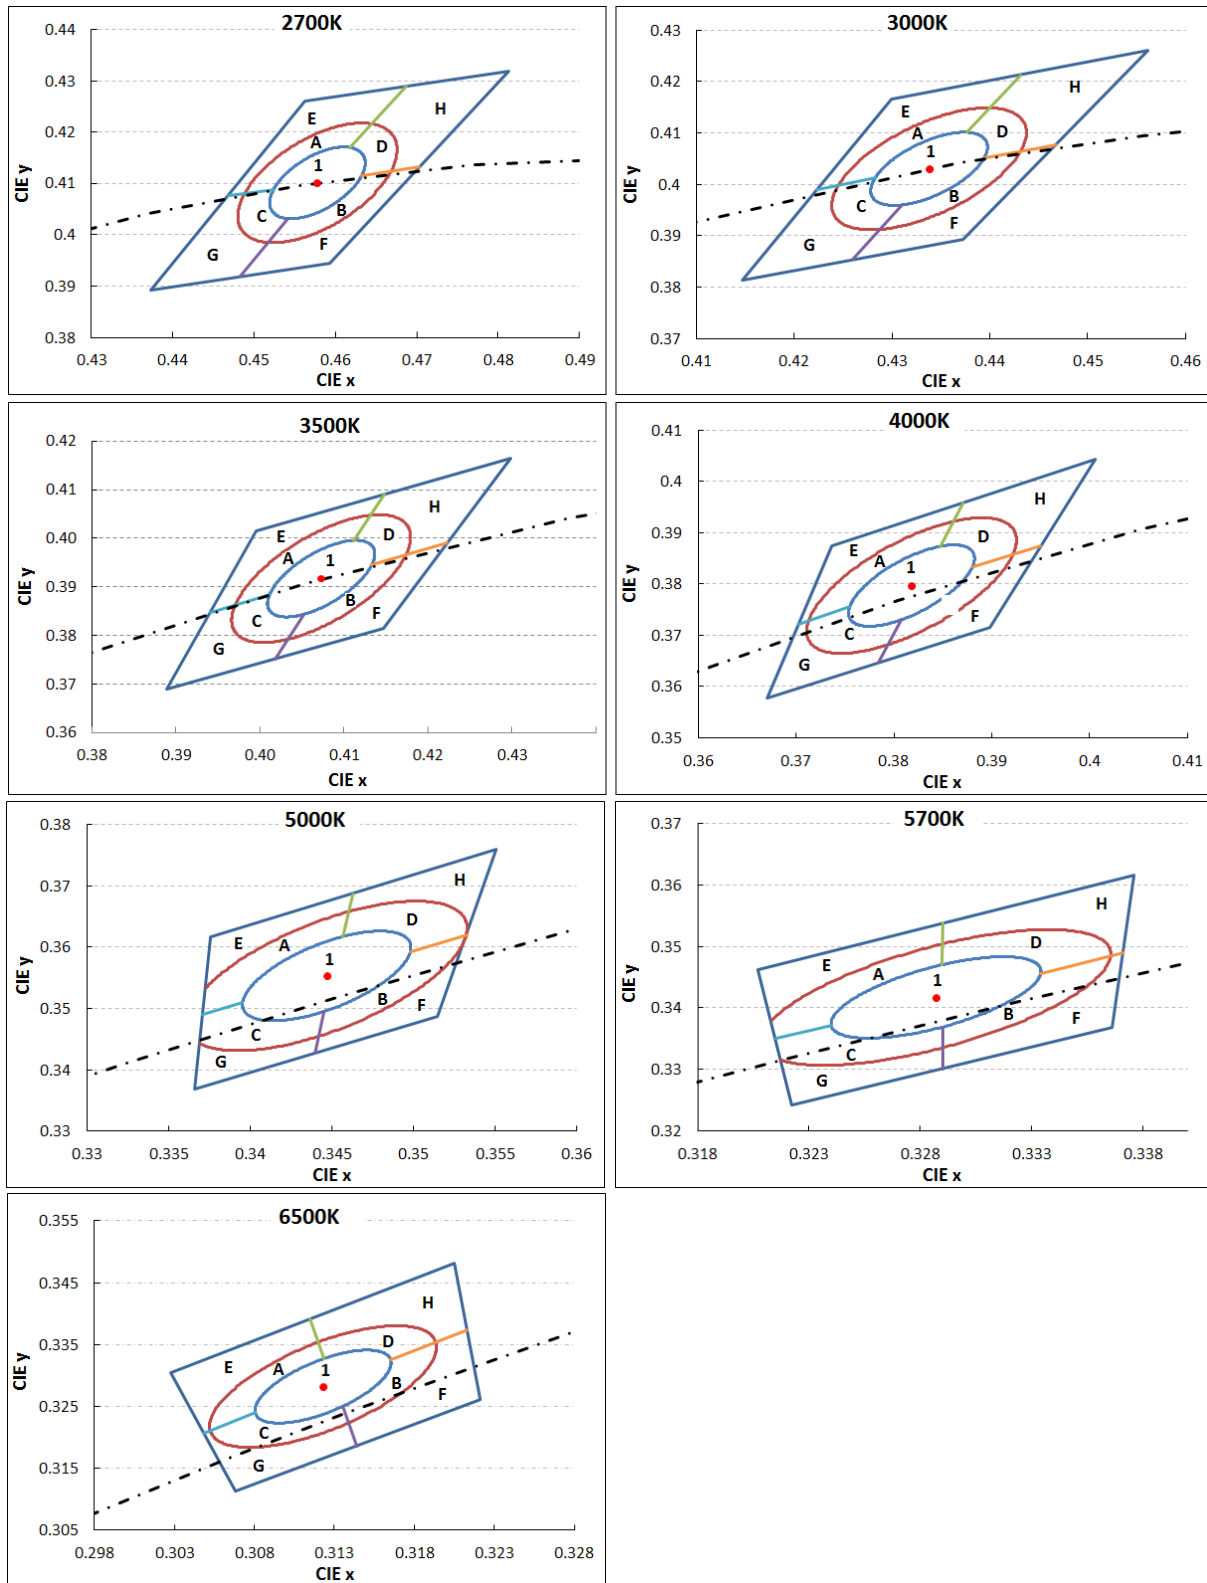 2700K
CIE y
0.44
0.43
0.42
0.41
0.4
0.39
0.38
E
H
A
D
1
C
B
G
F
0.43 0.44 0.45 0.46 0.47 0.48 0.49
CIE x
3000K
CIE y
0.43
0.42
0.41
0.4
0.39
0.38
0.37
H
E
A
D
1
C
B
G
F
0.41 0.42 0.43 0.44 0.45 0.46
CIE x
3500K
CIE y
0.42
0.41
0.40
0.39
0.38
0.37
0.36
H
E
D
A
1
B
C
F
G
0.38 0.39 0.40 0.41 0.42 0.43
CIE x
4000K
CIE y
0.41
0.4
0.39
0.38
0.37
0.36
0.35
H
E
D
A
1
C
F
G
0.36 0.37 0.38 0.39 0.4 0.41
CIE x
5000K
CIE y
0.38
0.37
0.36
0.35
0.34
0.33
H
E
A
D
1
B
F
C
G
0.33 0.335 0.34 0.345 0.35 0.355 0.36
CIE x
5700K
CIE y
0.37
0.36
0.35
0.34
0.33
0.32
H
E
A
D
1
B
F
C
G
0.318 0.323 0.328 0.333 0.338
CIE x
6500K
CIE y
0.355
0.345
0.335
0.325
0.315
0.305
H
E
A
D
1
B
F
C
G
0.298 0.303 0.308 0.313 0.318 0.323 0.328
CIE x